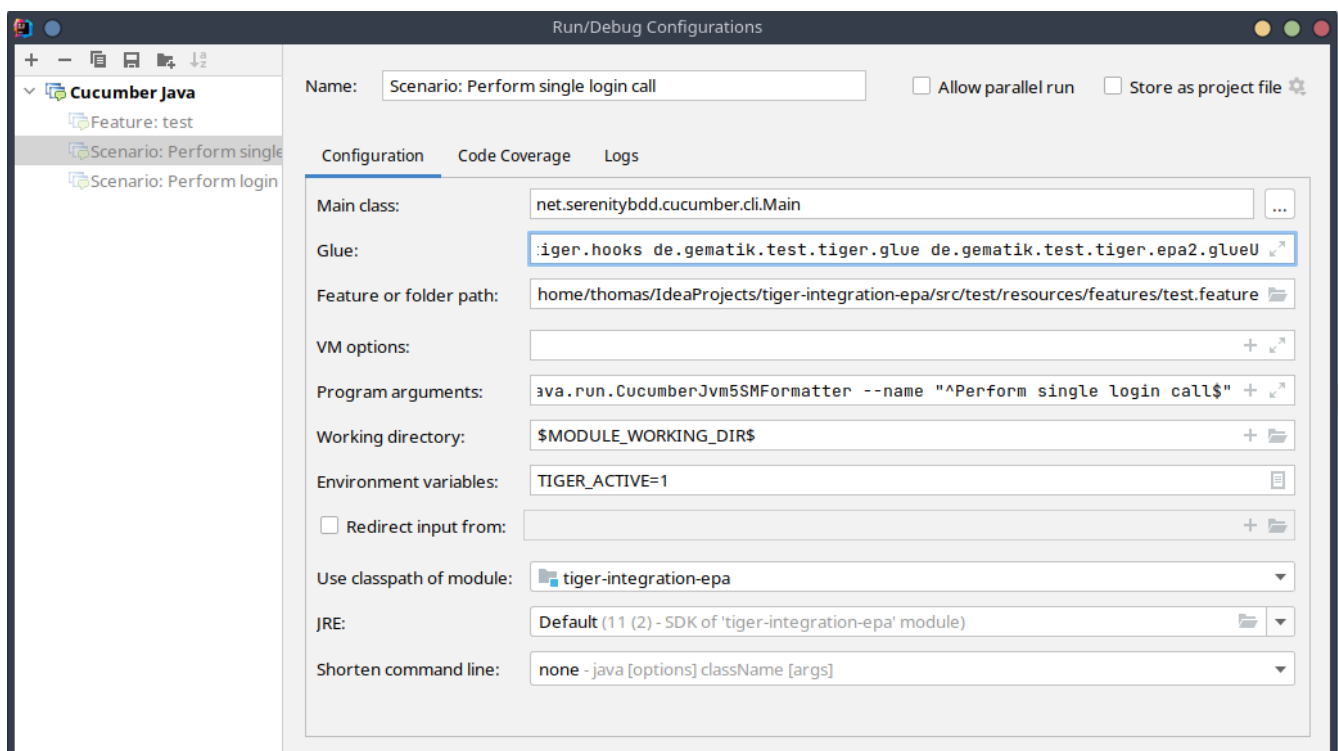 Run/Debug Configurations
Cucumber Java
Feature: test
Scenario: Perform single
Scenario: Perform login
Name: Scenario: Perform single login call Allow parallel run Store as project file
Configuration Code Coverage Logs
Main class: net.serenitybdd.cucumber.cli.Main ...
Glue: :iger.hooks de.gematik.test.tiger.glue de.gematik.test.tiger.epa2.glueU
Feature or folder path: home/thomas/IdeaProjects/tiger-integration-epa/src/test/resources/features/test.feature
VM options:
Program arguments: ava.run.CucumberJvm5SMFormatter --name "^Perform single login call$"
Working directory: $MODULE_WORKING_DIR$
Environment variables: TIGER_ACTIVE=1
Redirect input from:
Use classpath of module: tiger-integration-epa
JRE: Default (11 (2) - SDK of 'tiger-integration-epa' module)
Shorten command line: none - java [options] className [args]